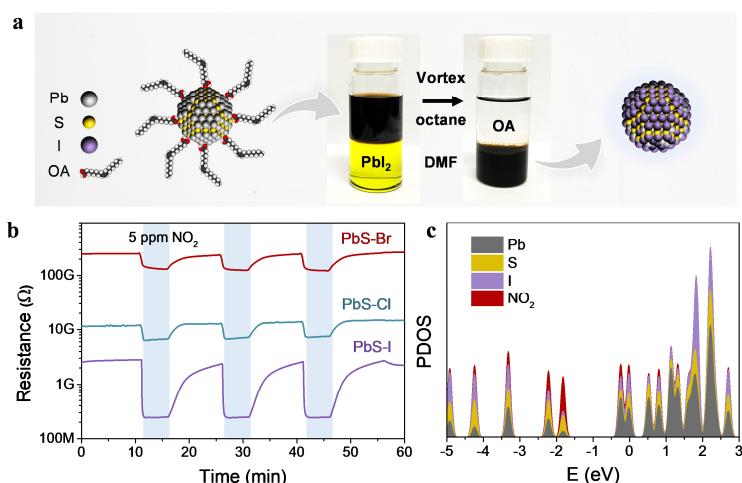 a
Pb
S
I
OA
PbI₂
Vortex
octane
DMF
OA
b
5 ppm NO₂
PbS-Br
PbS-Cl
PbS-I
100G
10G
1G
100M
Resistance (Ω)
0 10 20 30 40 50 60
Time (min)
c
Pb
S
I
NO₂
PDOS
-5 -4 -3 -2 -1 0 1 2 3
E (eV)